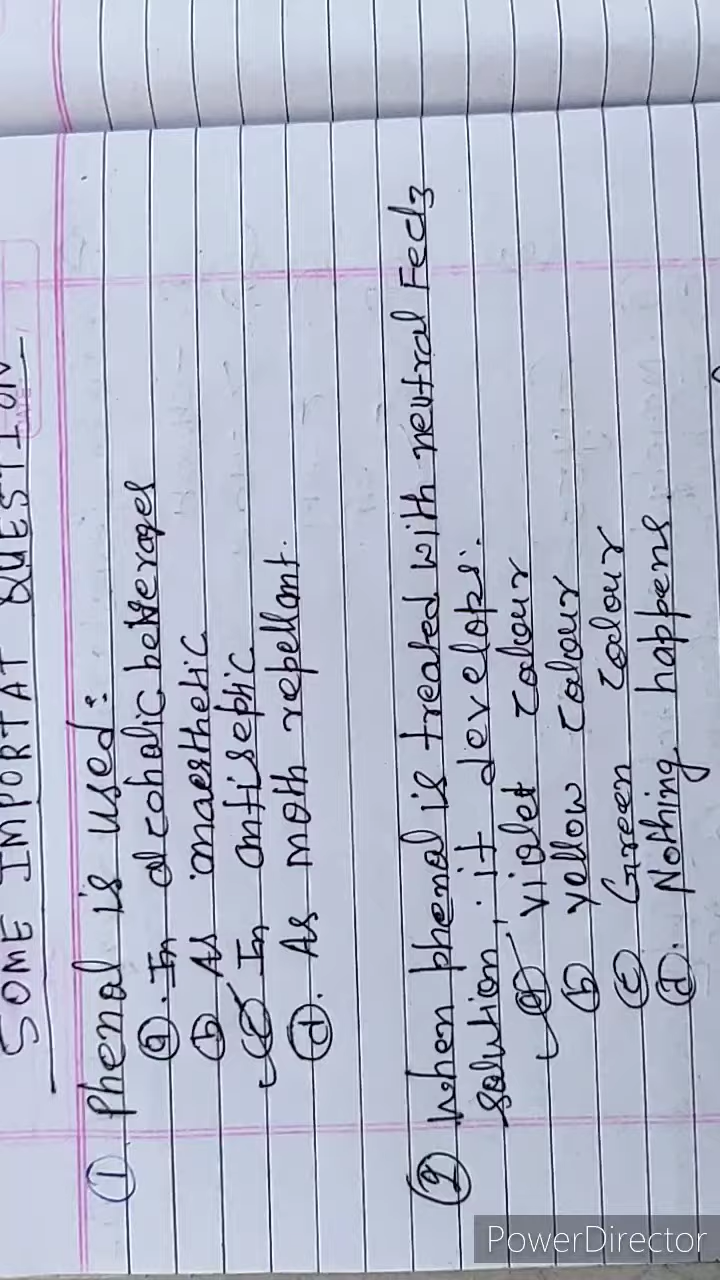 SOME IMPORTAT QUESTION
① Phenol is used:
ⓐ. In alcoholic beverages
ⓑ As anaesthetic
ⓒ In antiseptic
ⓓ. As moth repellant.
② When phenol is treated with neutral FeCl3
solution, it develops:
ⓐ violet colour
ⓑ yellow colour
ⓒ Green colour
ⓓ. Nothing happens
PowerDirector